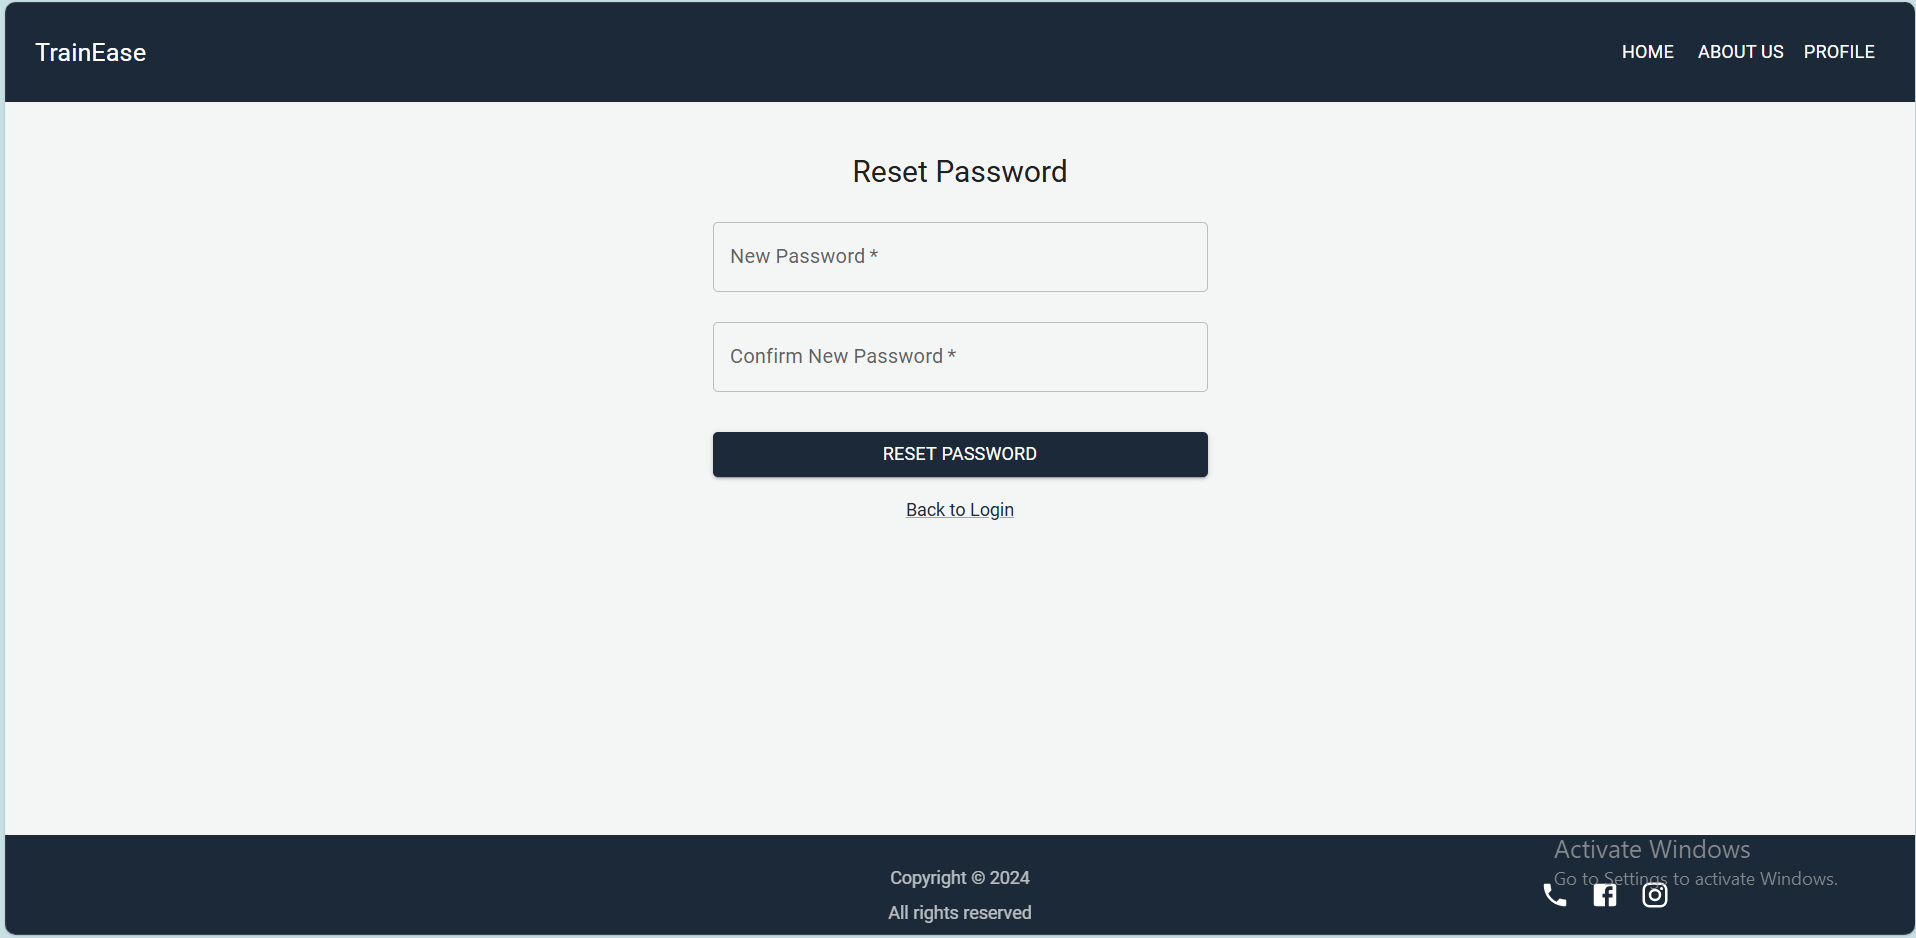 TrainEase
HOME ABOUT US PROFILE
Reset Password
New Password *
Confirm New Password *
RESET PASSWORD
Back to Login
Copyright © 2024
All rights reserved
Activate Windows
Go to Settings to activate Windows.